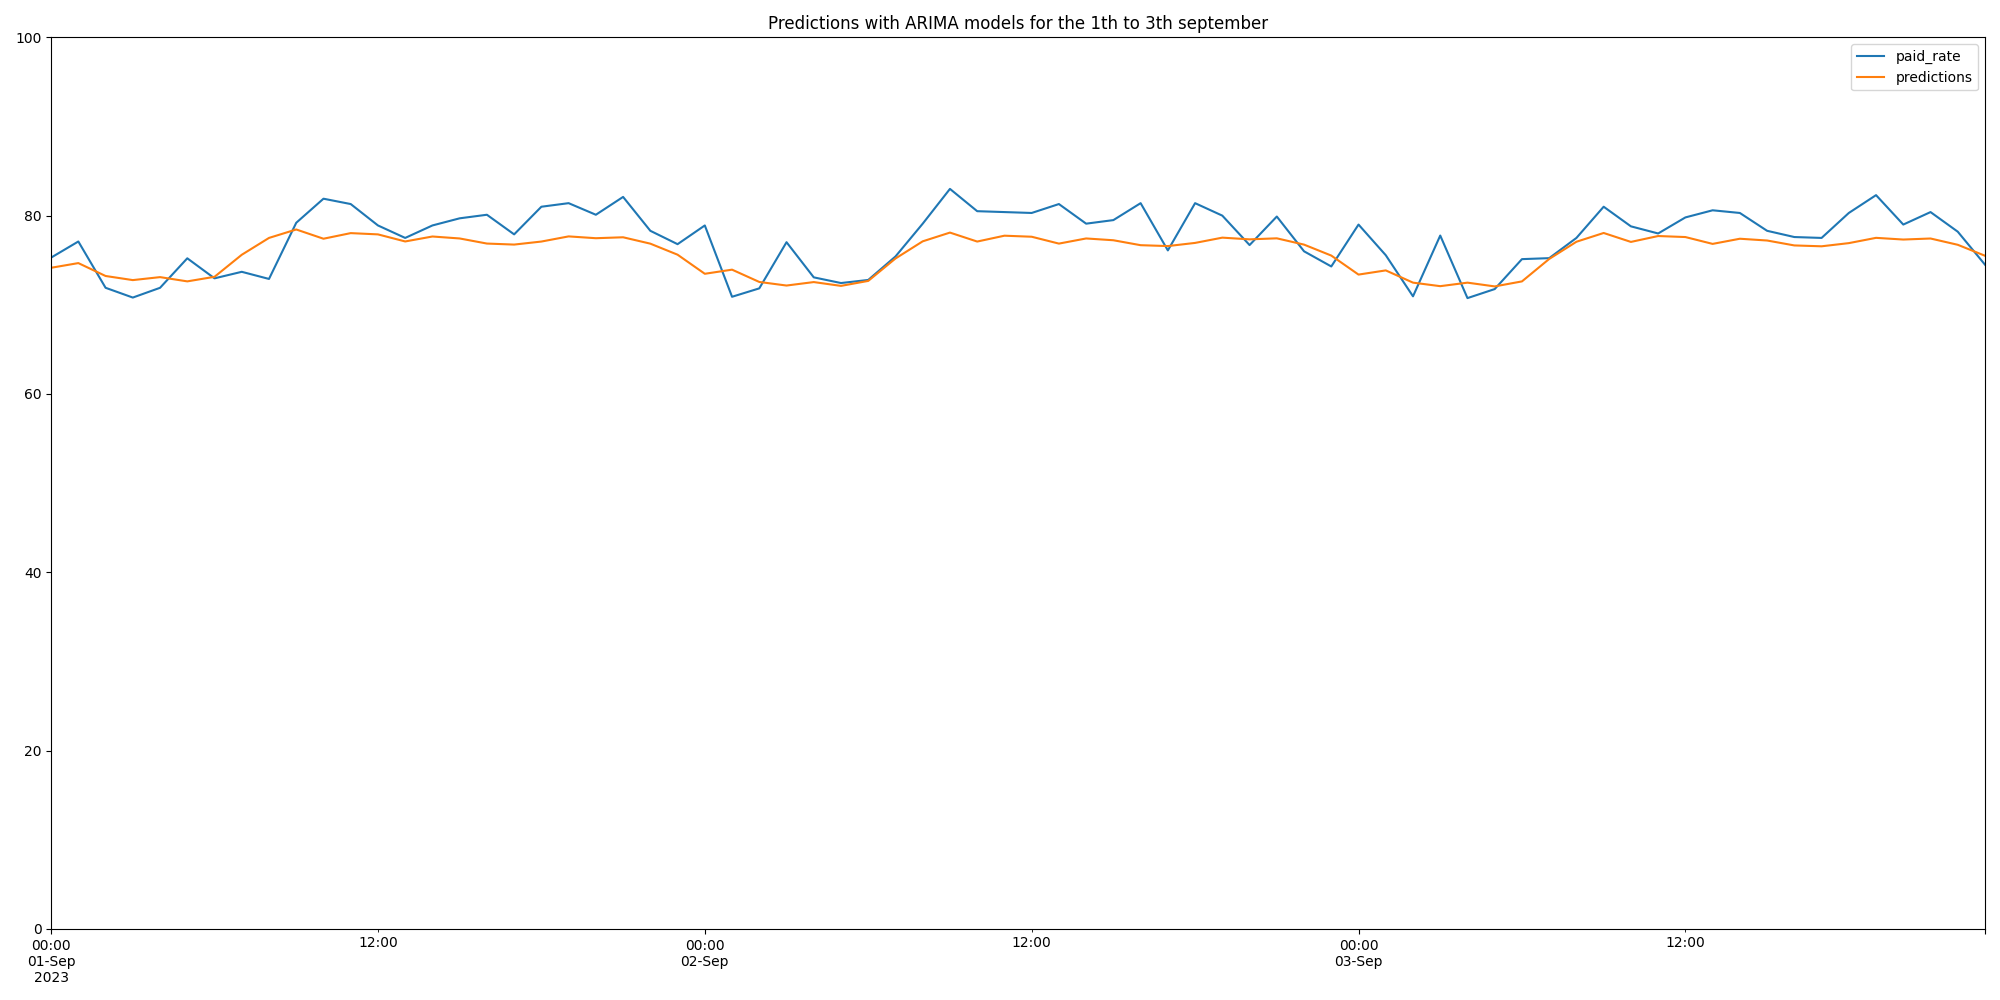 Predictions with ARIMA models for the 1th to 3th september
100
80
60
40
20
0
paid_rate
predictions
00:00
01-Sep
2023
12:00
00:00
02-Sep
12:00
00:00
03-Sep
12:00